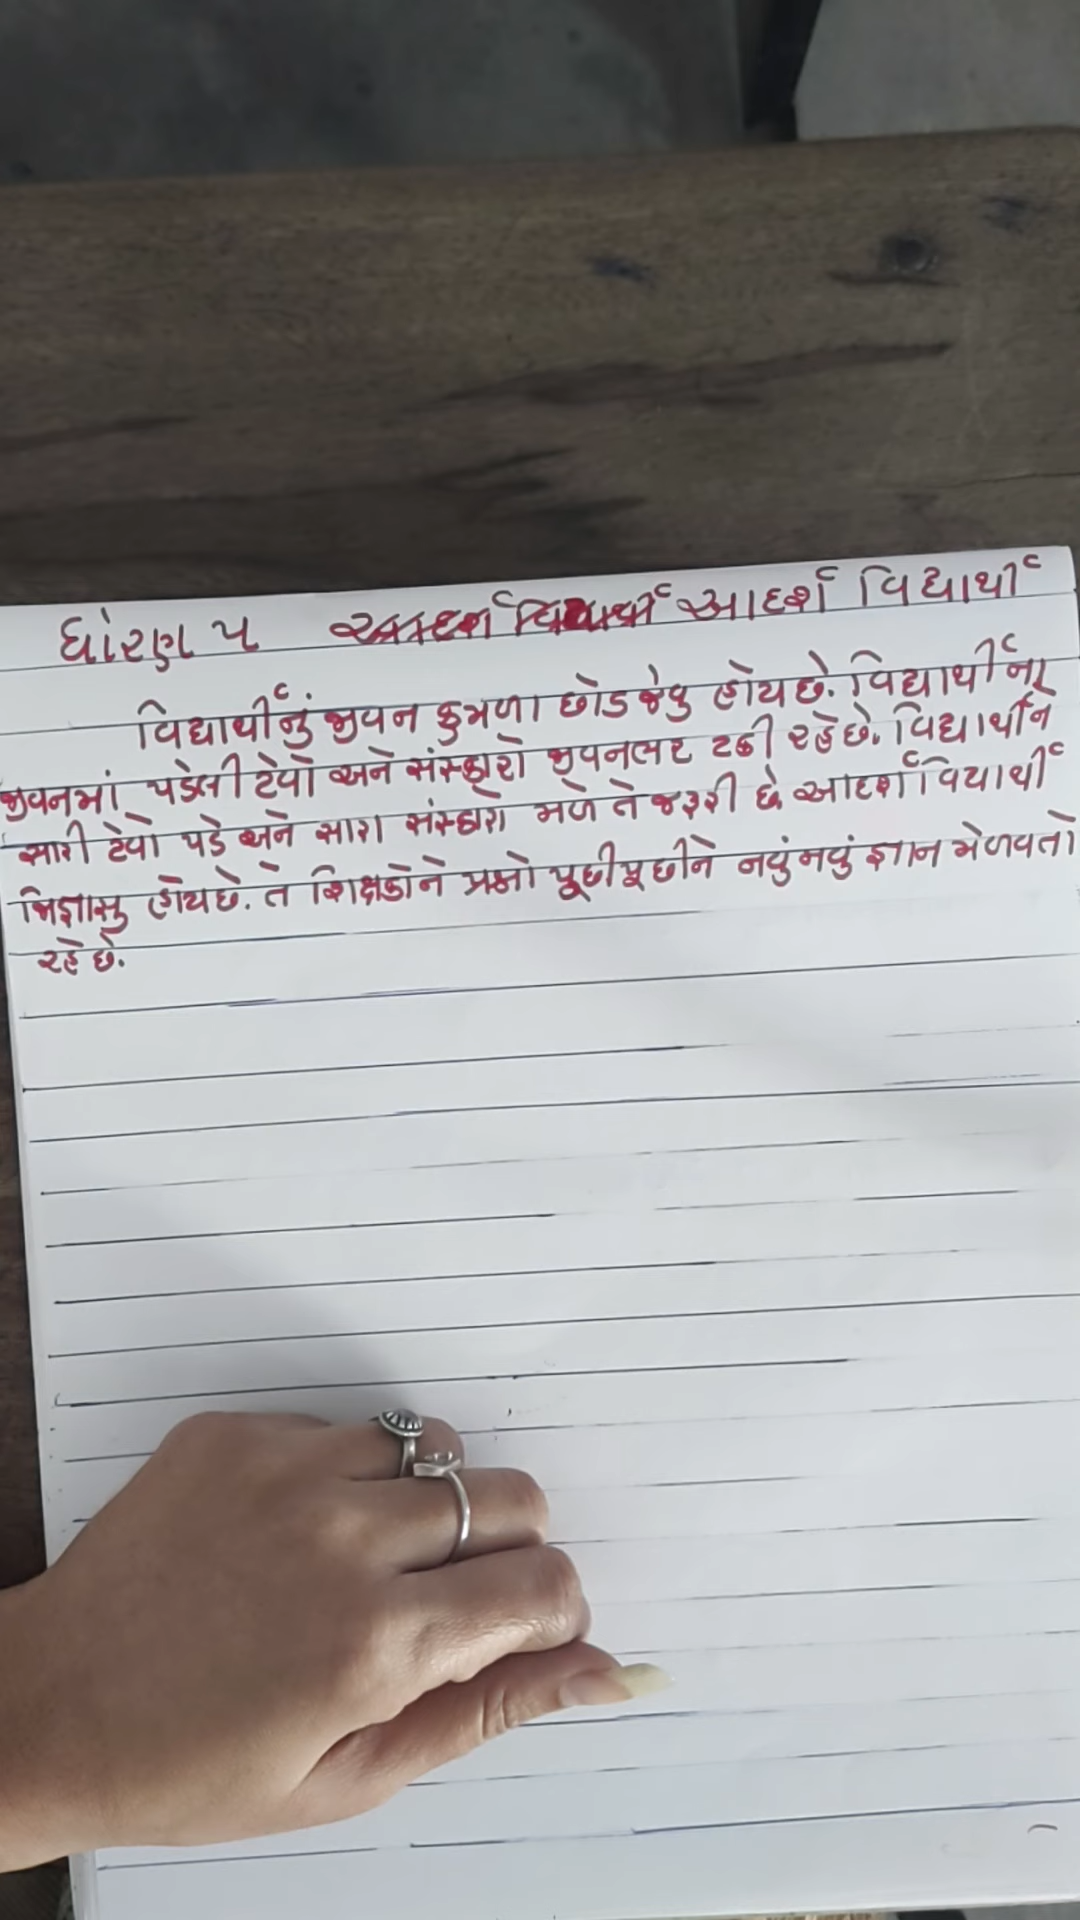 ધોરણ ૫ આદર્શ વિદ્યાર્થી આદર્શ વિદ્યાર્થી
વિદ્યાર્થીનું જીવન કુમળા છોડ જેવુ હોય છે. વિદ્યાર્થીના
જીવનમાં પડેલી ટેવો અને સંસ્કારો જીવનભર ટકી રહે છે. વિદ્યાર્થીને
સારી ટેવો પડે અને સારા સંસ્કારો મળે તે જરૂરી છે. આદર્શ વિદ્યાર્થી
જિજ્ઞાસુ હોય છે. તે શિક્ષકોને પ્રશ્નો પૂછી પૂછીને નવું નવું જ્ઞાન મેળવતો
રહે છે.